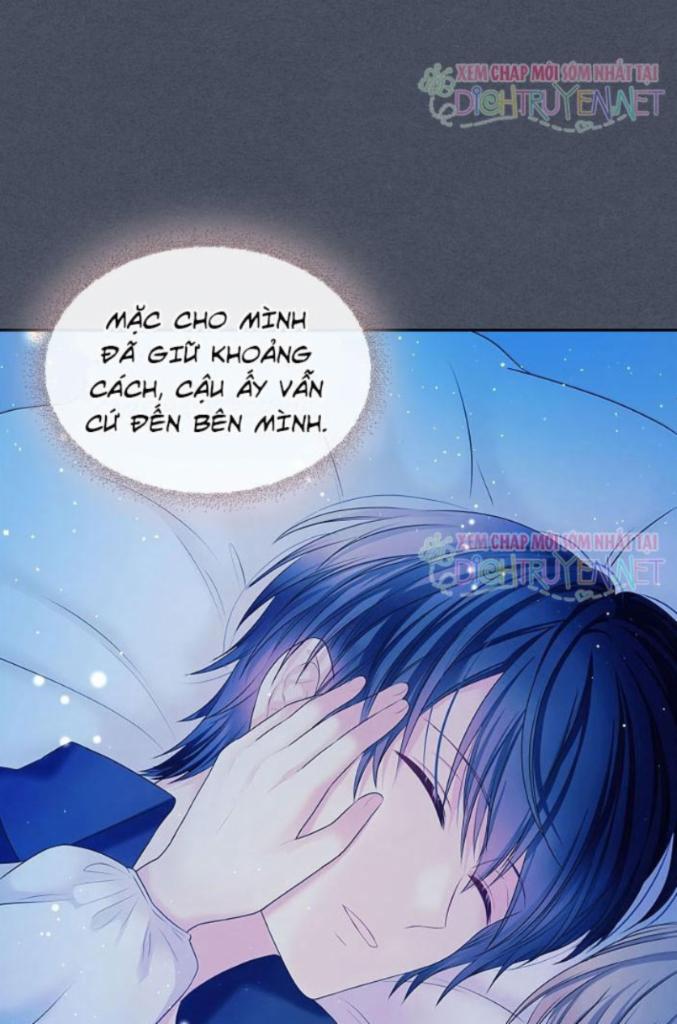 XEM CHAP MỚI SỚM NHẤT TẠI
DICHTRUYEN.NET
MẶC CHO MÌNH
ĐÃ GIỮ KHOẢNG
CÁCH, CẬU ẤY VẪN
CỨ ĐẾN BÊN MÌNH.
XEM CHAP MỚI SỚM NHẤT TẠI
DICHTRUYEN.NET